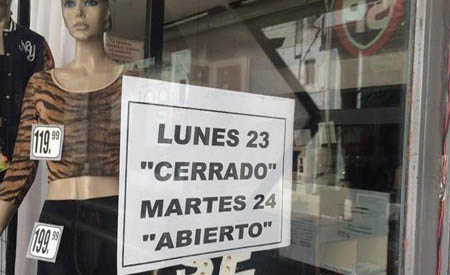 LUNES 23
"CERRADO"
MARTES 24
"ABIERTO"
119.99
199.99